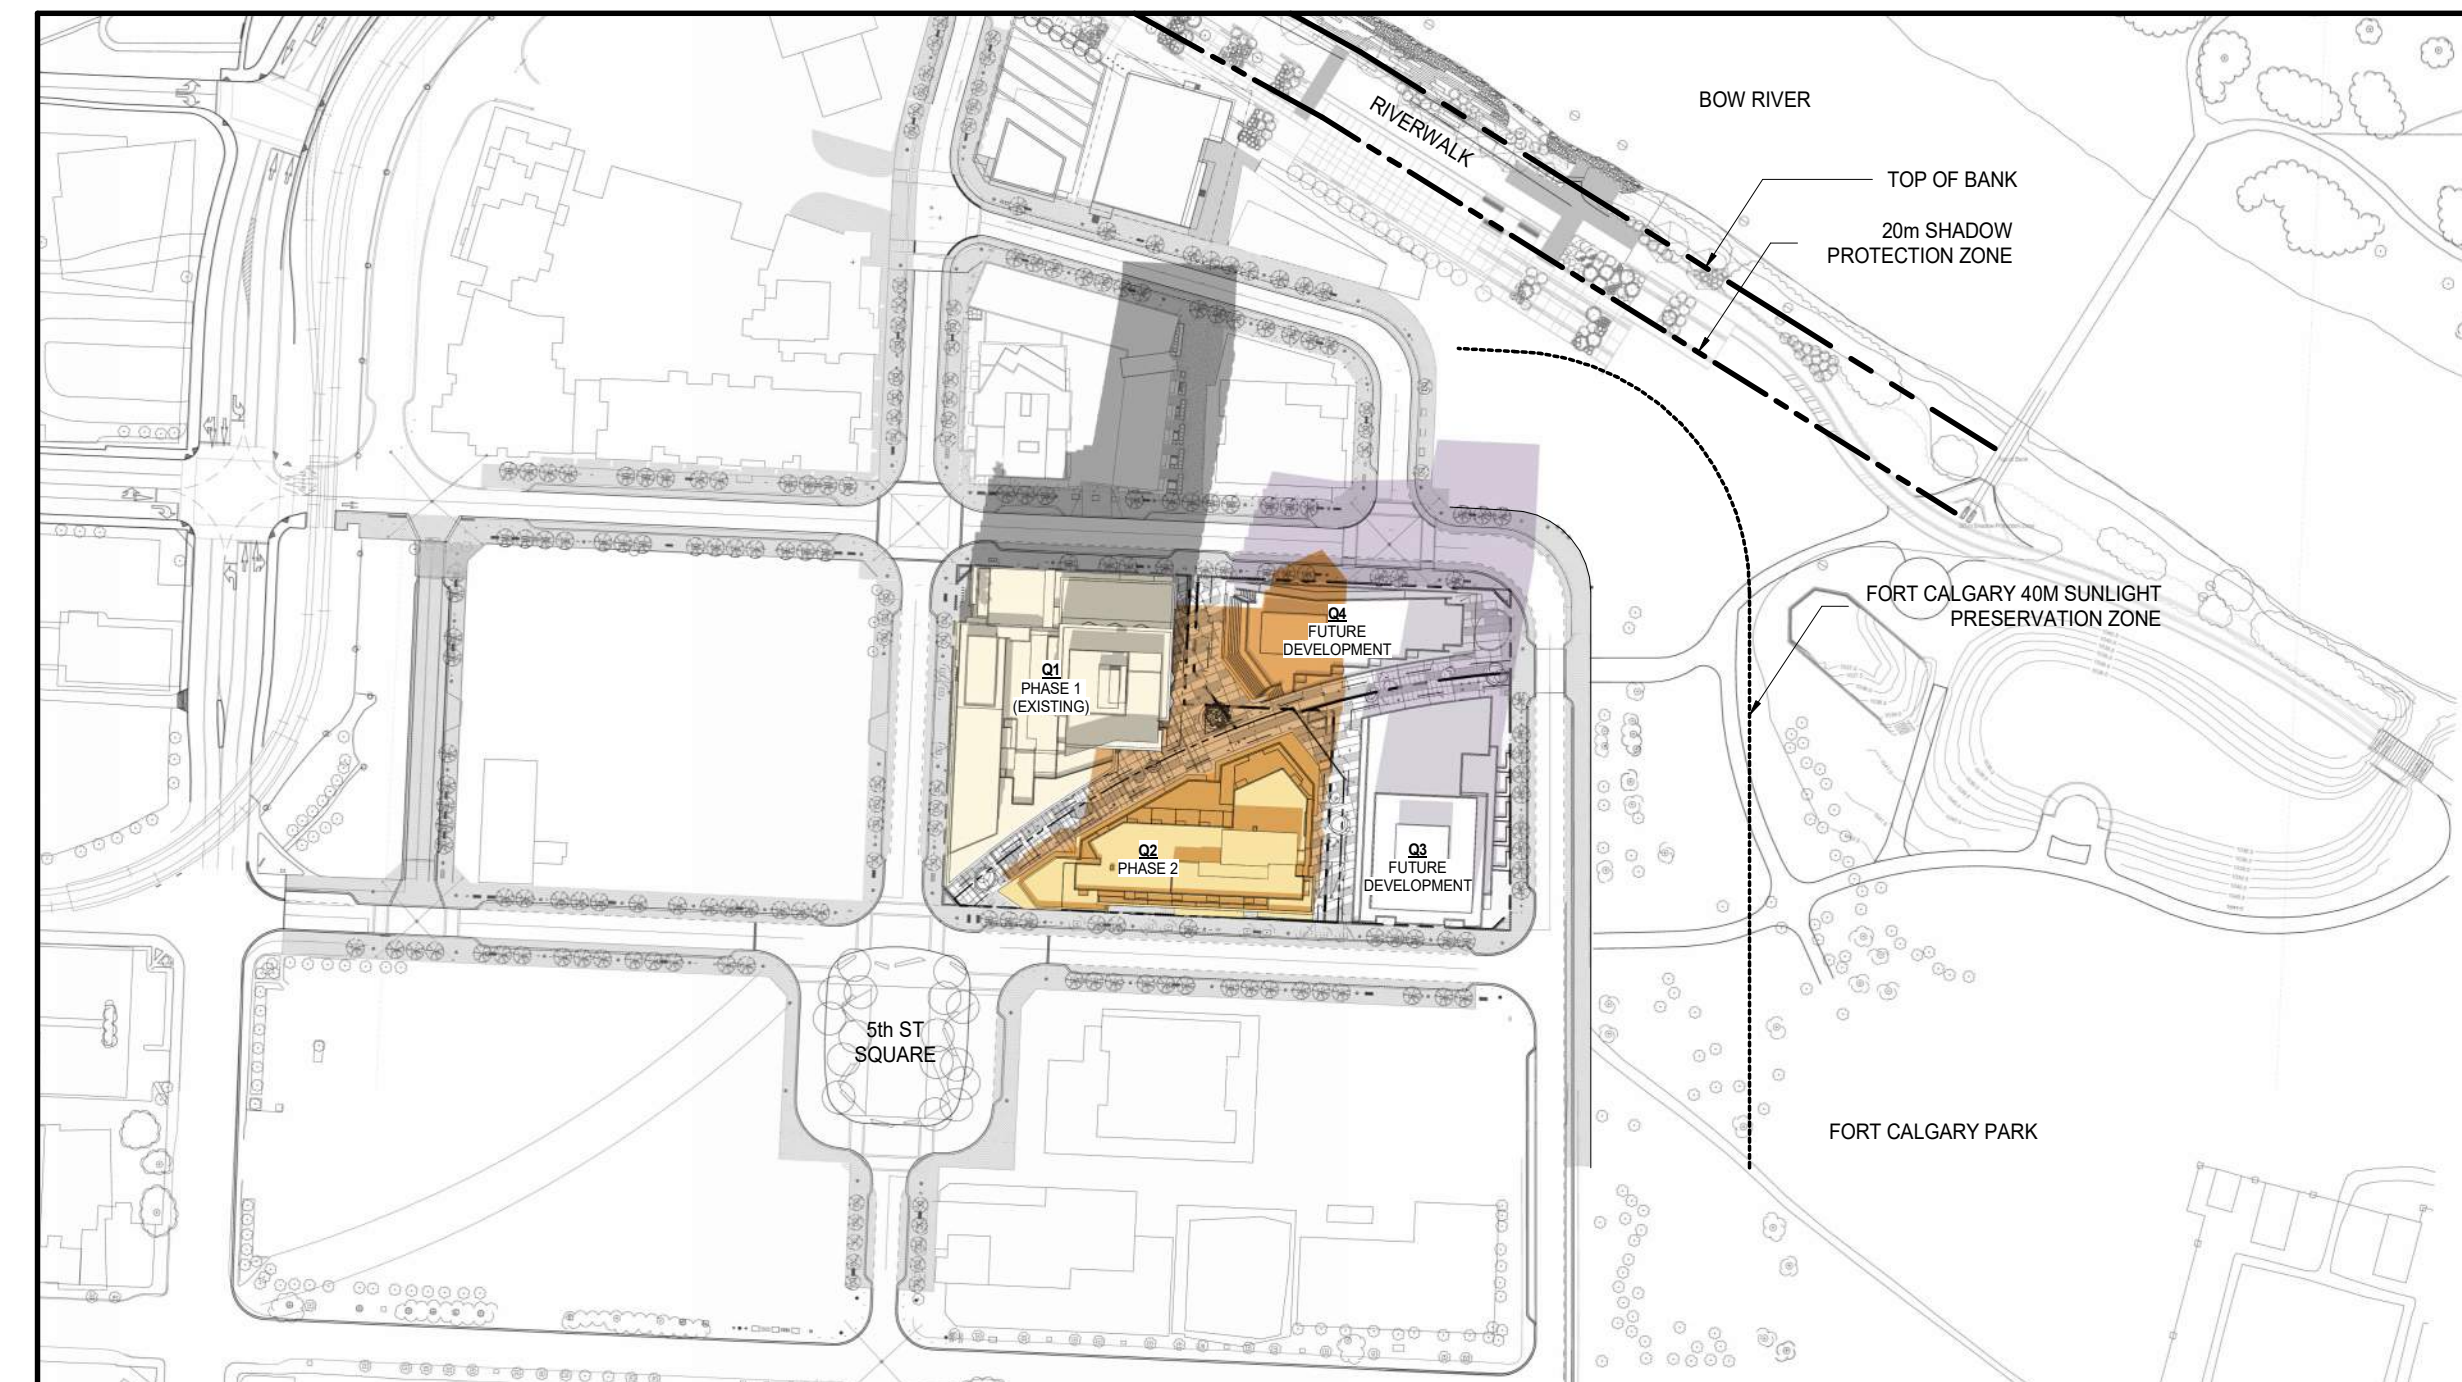 BOW RIVER
RIVERWALK
TOP OF BANK
20m SHADOW
PROTECTION ZONE
FORT CALGARY 40M SUNLIGHT
PRESERVATION ZONE
Q4
FUTURE
DEVELOPMENT
Q1
PHASE 1
(EXISTING)
Q2
PHASE 2
Q3
FUTURE
DEVELOPMENT
5th ST
SQUARE
FORT CALGARY PARK